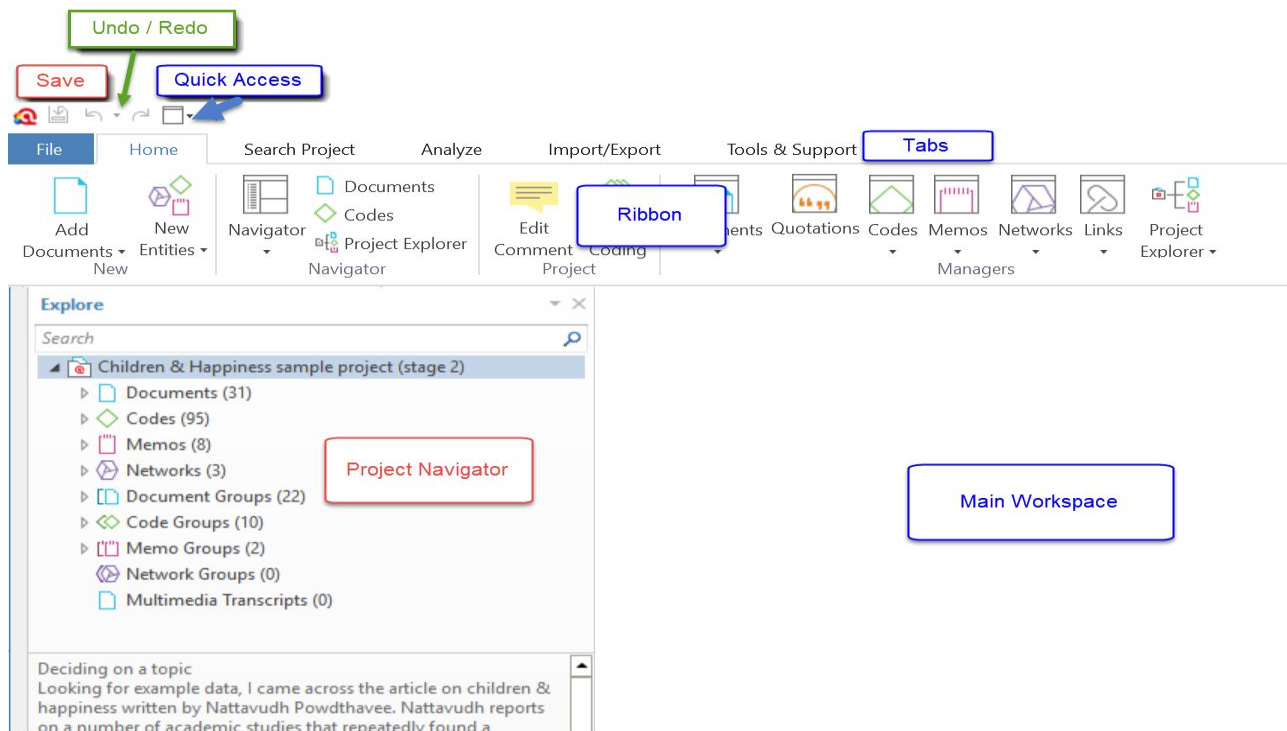 Undo / Redo
Save
Quick Access
File Home Search Project Analyze Import/Export Tools & Support Tabs
Documents
Codes
Project Explorer
Add
Documents
New
Entities
New
Navigator
Navigator
Edit
Comment
Coding
Project
Ribbon
Quotations
Codes
Memos
Networks
Links
Project
Explorer
Managers
Explore
Search
Children & Happiness sample project (stage 2)
Documents (31)
Codes (95)
Memos (8)
Networks (3)
Document Groups (22)
Code Groups (10)
Memo Groups (2)
Network Groups (0)
Multimedia Transcripts (0)
Project Navigator
Main Workspace
Deciding on a topic
Looking for example data, I came across the article on children &
happiness written by Nattavudh Powdthavee. Nattavudh reports
on a number of academic studies that repeatedly found a